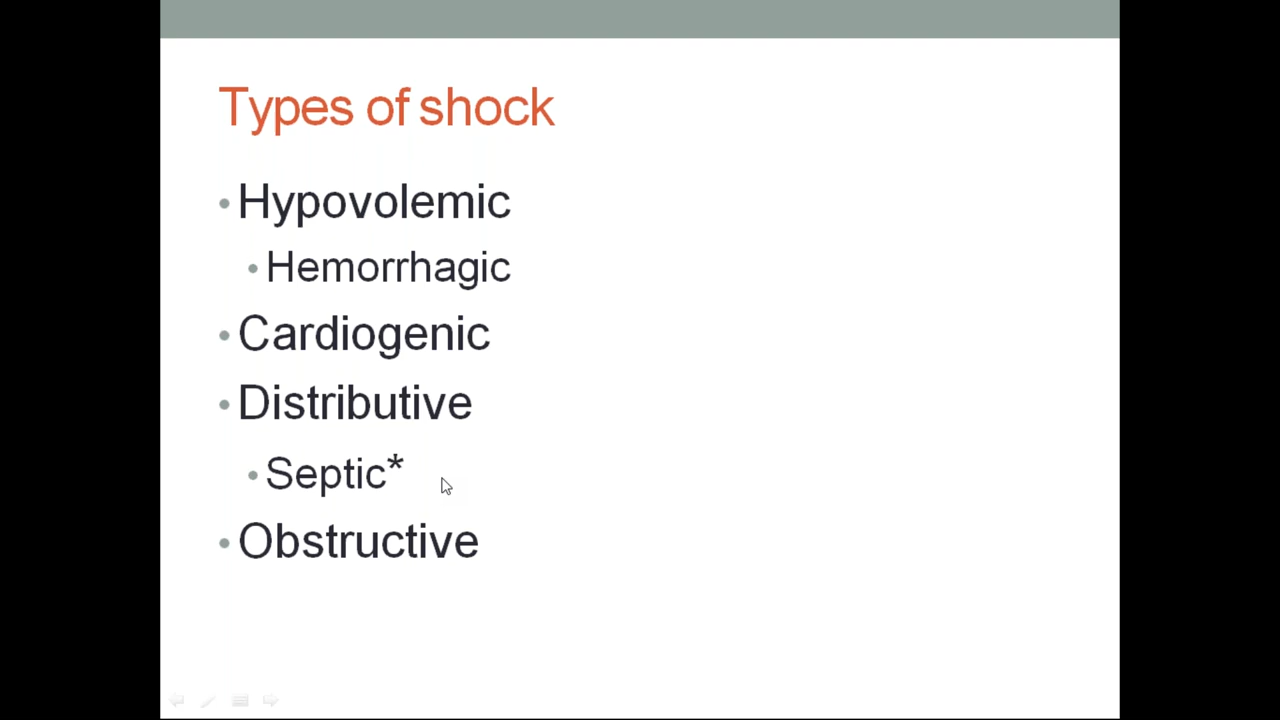 Types of shock
• Hypovolemic
• Hemorrhagic
• Cardiogenic
• Distributive
• Septic*
• Obstructive